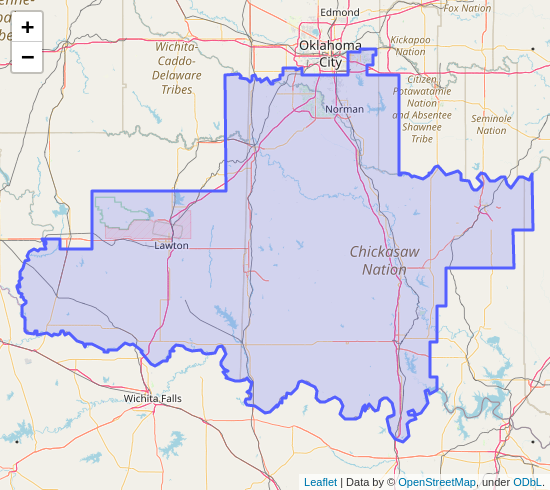 +
−
Edmond
Fox Nation
Oklahoma
City
Kickapoo
Nation
Wichita-
Caddo-
Delaware
Tribes
Citizen
Potawatamie
Nation
and Absentee
Shawnee
Tribe
Norman
Seminole
Nation
Lawton
Chickasaw
Nation
Wichita Falls
Leaflet | Data by © OpenStreetMap, under ODbL.